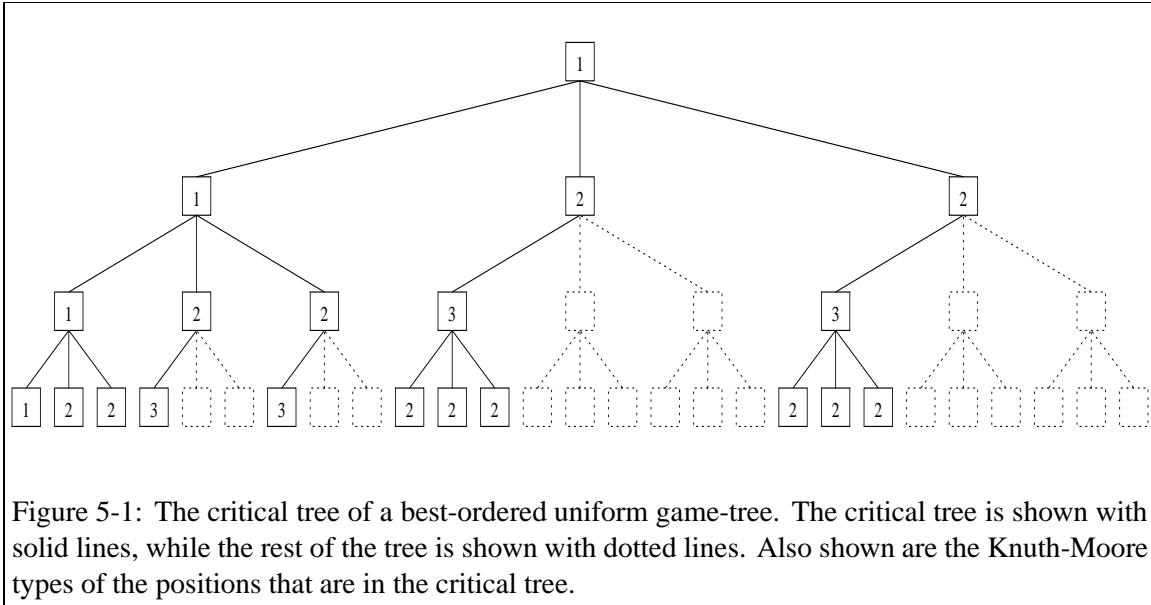 1
1 2 2
1 2 2 3 3
1 2 2 3 3 2 2 2 2 2 2
Figure 5-1: The critical tree of a best-ordered uniform game-tree. The critical tree is shown with
solid lines, while the rest of the tree is shown with dotted lines. Also shown are the Knuth-Moore
types of the positions that are in the critical tree.